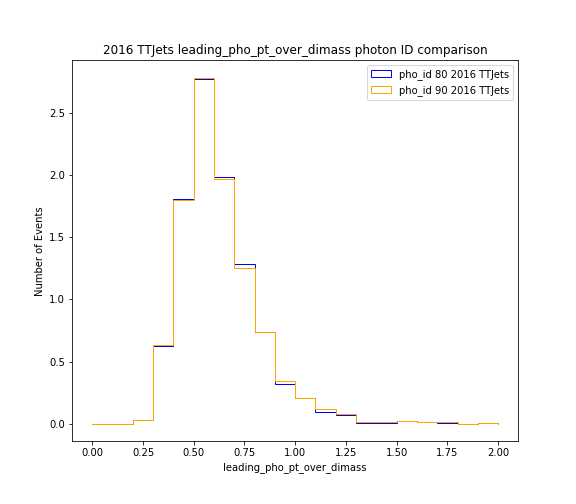 2016 TTJets leading_pho_pt_over_dimass photon ID comparison
pho_id 80 2016 TTJets
pho_id 90 2016 TTJets
Number of Events
2.5
2.0
1.5
1.0
0.5
0.0
0.00 0.25 0.50 0.75 1.00 1.25 1.50 1.75 2.00
leading_pho_pt_over_dimass